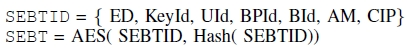 SEBTID = { ED, KeyId, UId, BPId, BId, AM, CIP}
SEBT = AES( SEBTID, Hash( SEBTID))